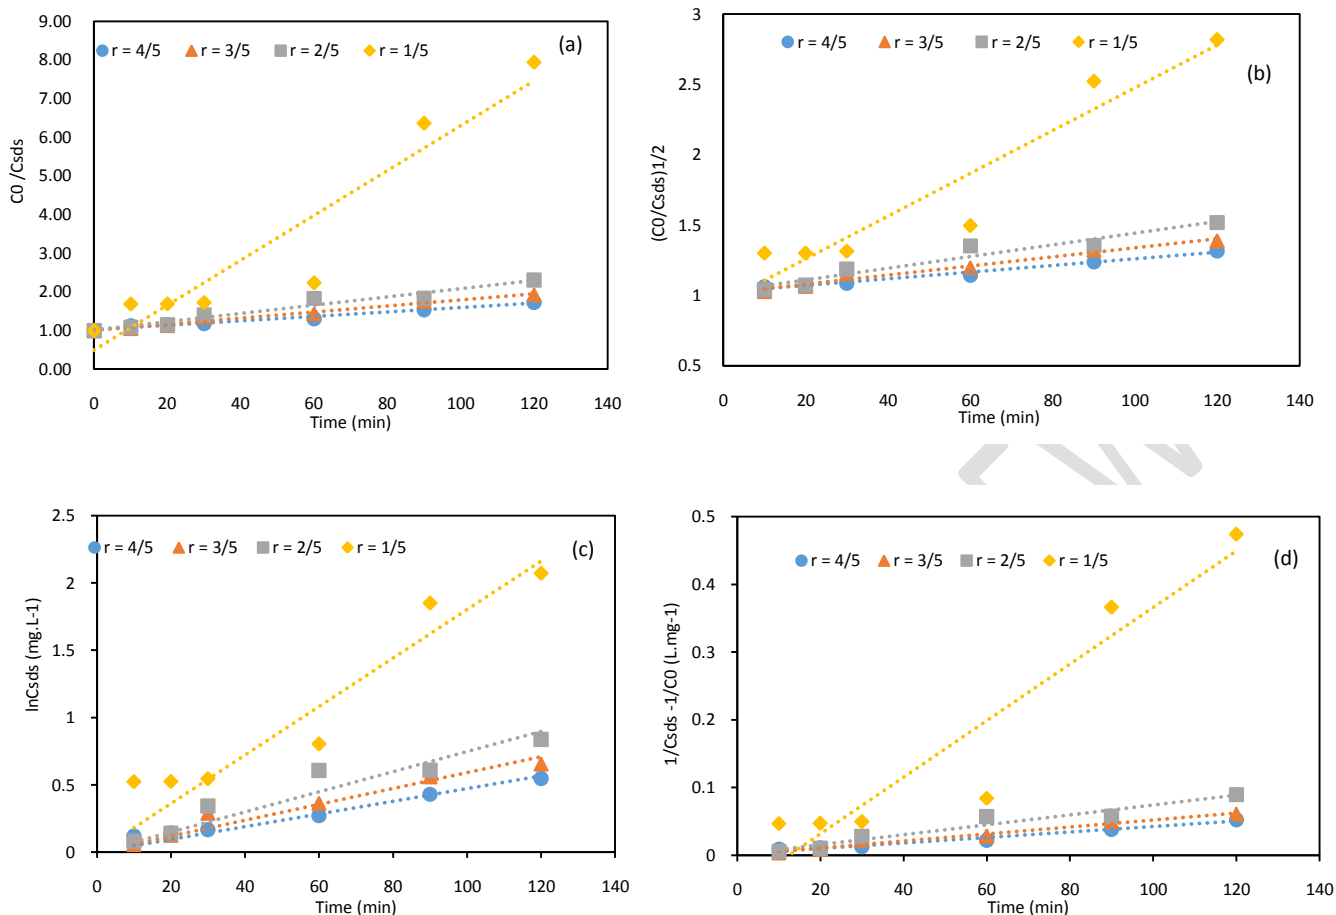 9.00
8.00
7.00
6.00
5.00
4.00
3.00
2.00
1.00
0.00
C0 /Csds
r = 4/5 r = 3/5 r = 2/5 r = 1/5
(a)
0 20 40 60 80 100 120 140
Time (min)
3
2.5
2
1.5
1
0.5
(C0/Csds)1/2
r = 4/5 r = 3/5 r = 2/5 r = 1/5
(b)
0 20 40 60 80 100 120 140
Time (min)
2.5
2
1.5
1
0.5
0
lnCsds (mg.L-1)
r = 4/5 r = 3/5 r = 2/5 r = 1/5
(c)
0 20 40 60 80 100 120 140
Time (min)
0.5
0.4
0.3
0.2
0.1
0
1/Csds -1/C0 (L.mg-1)
r = 4/5 r = 3/5 r = 2/5 r = 1/5
(d)
0 20 40 60 80 100 120 140
Time (min)